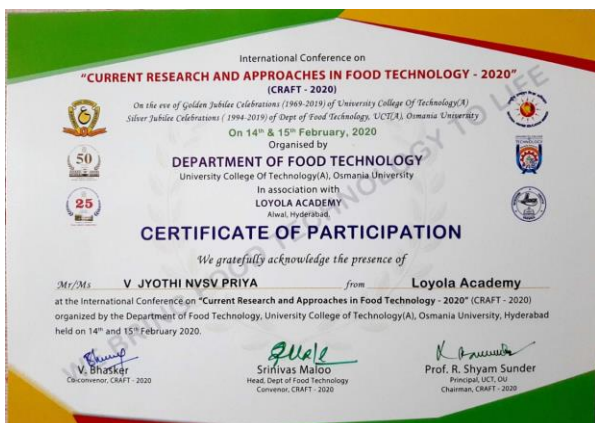 International Conference on
"CURRENT RESEARCH AND APPROACHES IN FOOD TECHNOLOGY - 2020"
(CRAFT - 2020)
On the eve of Golden Jubilee Celebrations (1969-2019) of University College Of Technology(A)
Silver Jubilee Celebrations ( 1994-2019) of Dept of Food Technology, UCT(A), Osmania University
On 14th & 15th February, 2020
Organised by
DEPARTMENT OF FOOD TECHNOLOGY
University College Of Technology(A), Osmania University
In association with
LOYOLA ACADEMY
Alwal, Hyderabad.
50
25
CERTIFICATE OF PARTICIPATION
We gratefully acknowledge the presence of
Mr/Ms V JYOTHI NVSV PRIYA from Loyola Academy
at the International Conference on "Current Research and Approaches in Food Technology - 2020" (CRAFT - 2020)
organized by the Department of Food Technology, University College of Technology(A), Osmania University, Hyderabad
held on 14th and 15th February 2020.
V. Bhasker
Co-convenor, CRAFT - 2020
Srinivas Maloo
Head, Dept of Food Technology
Convenor, CRAFT - 2020
Prof. R. Shyam Sunder
Principal, UCT, OU
Chairman, CRAFT - 2020
BRING FOOD TECHNOLOGY TO LIFE